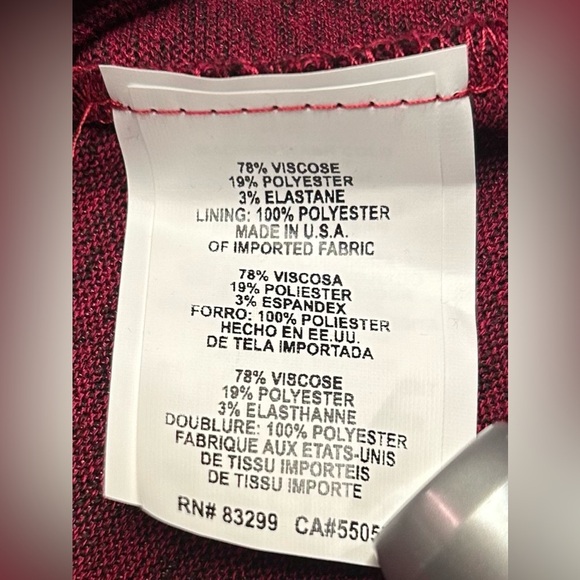 78% VISCOSE
19% POLYESTER
3% ELASTANE
LINING: 100% POLYESTER
MADE IN U.S.A.
OF IMPORTED FABRIC
78% VISCOSA
19% POLIESTER
3% ESPANDEX
FORRO: 100% POLIESTER
HECHO EN EE.UU.
DE TELA IMPORTADA
78% VISCOSE
19% POLYESTER
3% ELASTHANNE
DOUBLURE: 100% POLYESTER
FABRIQUE AUX ETATS-UNIS
DE TISSU IMPORTEIS
DE TISSU IMPORTE
RN# 83299